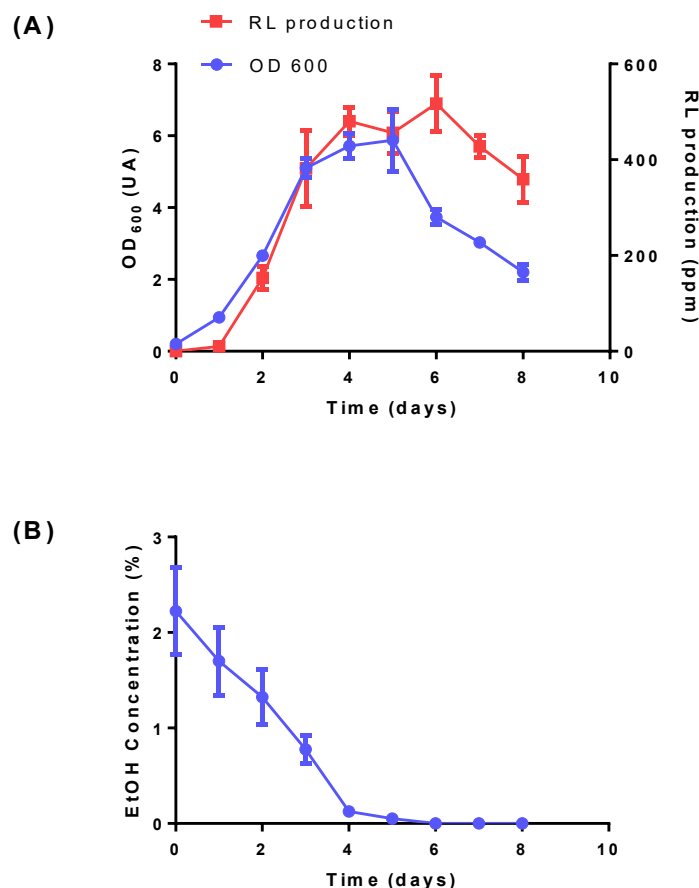 (A)
RL production
OD 600
8
6
4
2
0
OD600 (UA)
600
400
200
0
RL production (ppm)
0 2 4 6 8 10
Time (days)
(B)
3
2
1
0
EtOH Concentration (%)
0 2 4 6 8 10
Time (days)